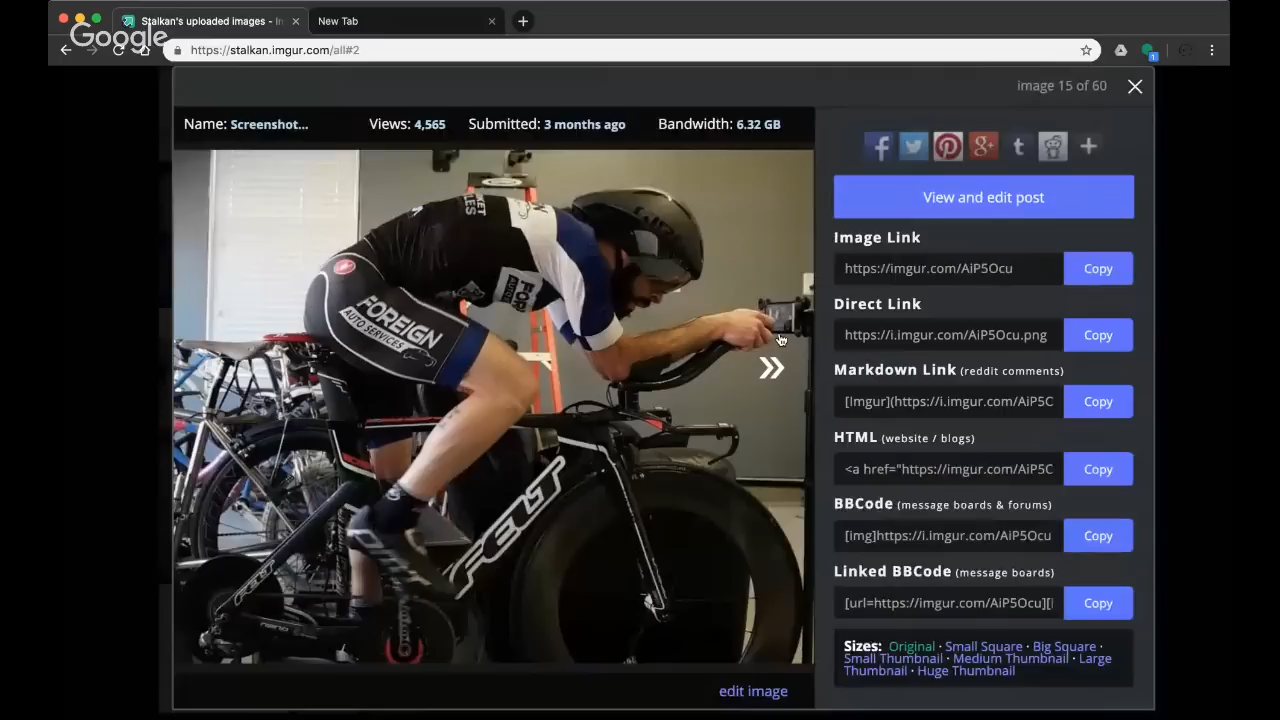 Stalkan's uploaded images - In
New Tab
Google
https://stalkan.imgur.com/all#2
1
image 15 of 60
Name: Screenshot...
Views: 4,565
Submitted: 3 months ago
Bandwidth: 6.32 GB
View and edit post
Image Link
https://imgur.com/AiP5Ocu
Copy
Direct Link
https://i.imgur.com/AiP5Ocu.png
Copy
Markdown Link (reddit comments)
[Imgur](https://i.imgur.com/AiP5C
Copy
HTML (website / blogs)
<a href="https://imgur.com/AiP5C
Copy
BBCode (message boards & forums)
[img]https://i.imgur.com/AiP5Ocu
Copy
Linked BBCode (message boards)
[url=https://imgur.com/AiP5Ocu][
Copy
Sizes: Original · Small Square · Big Square ·
Small Thumbnail · Medium Thumbnail · Large
Thumbnail · Huge Thumbnail
edit image
FOREIGN
AUTO SERVICES
FELT
FELT